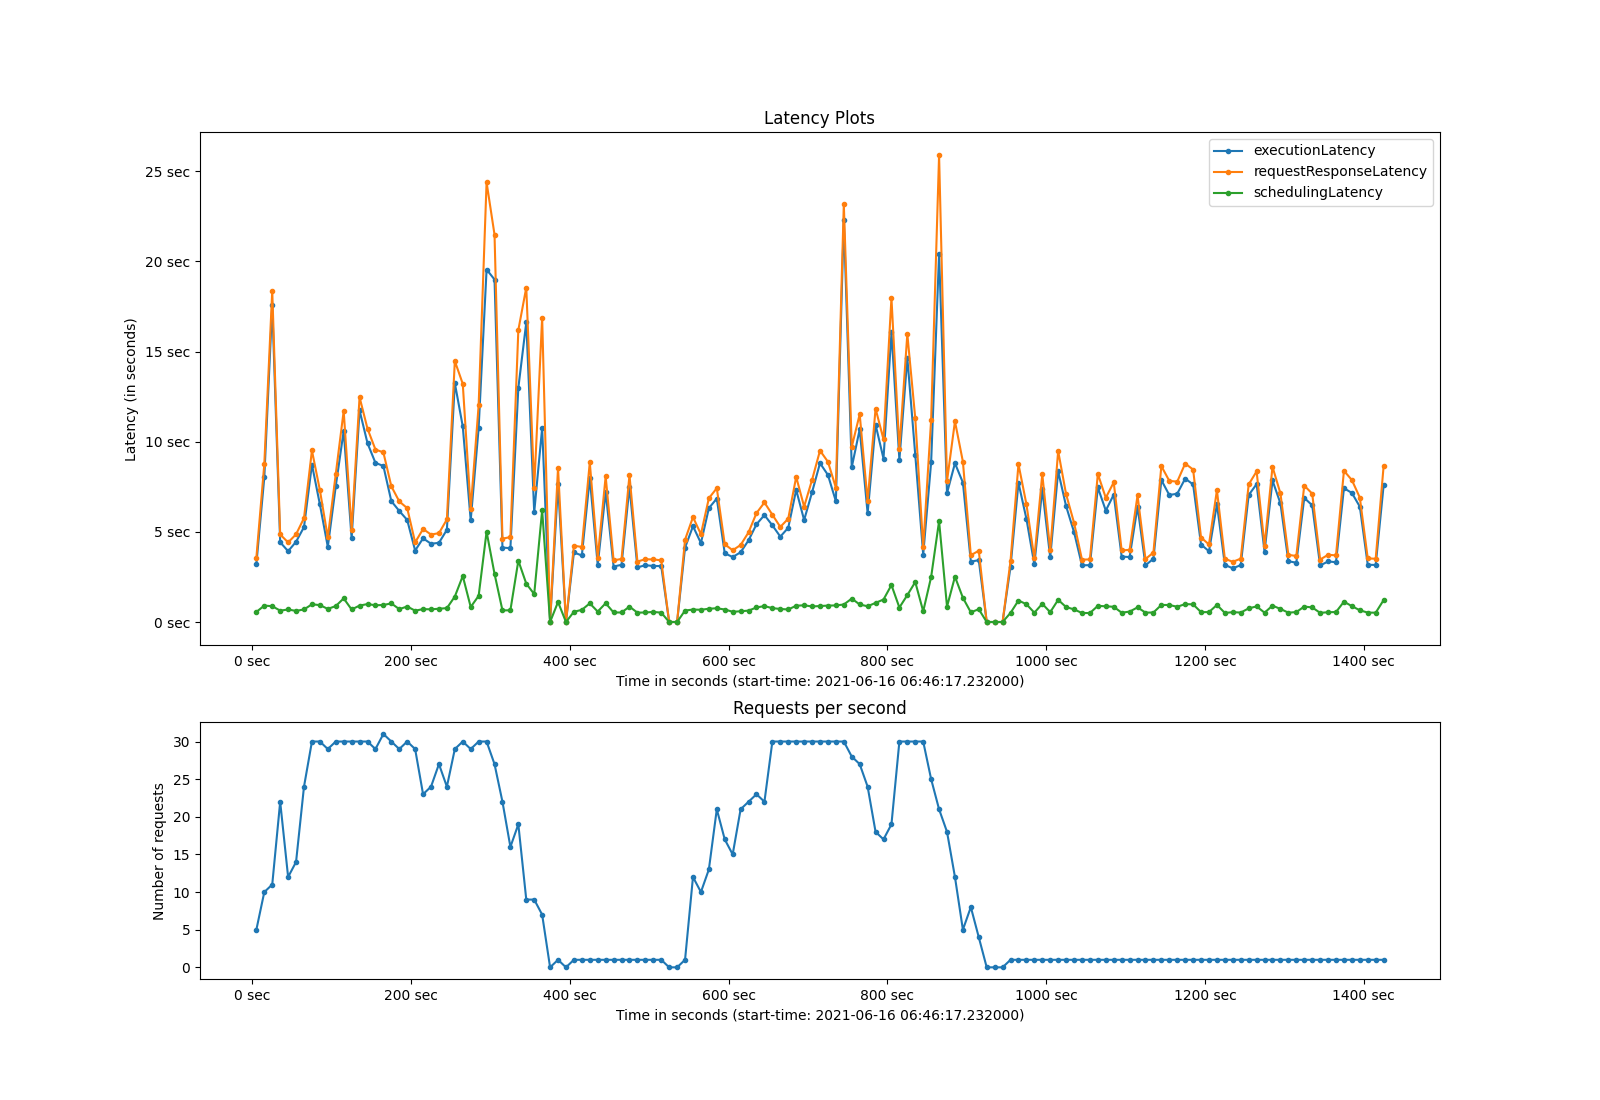 Latency Plots
25 sec
20 sec
15 sec
10 sec
5 sec
0 sec
Latency (in seconds)
executionLatency
requestResponseLatency
schedulingLatency
0 sec 200 sec 400 sec 600 sec 800 sec 1000 sec 1200 sec 1400 sec
Time in seconds (start-time: 2021-06-16 06:46:17.232000)
Requests per second
30
25
20
15
10
5
0
Number of requests
0 sec 200 sec 400 sec 600 sec 800 sec 1000 sec 1200 sec 1400 sec
Time in seconds (start-time: 2021-06-16 06:46:17.232000)